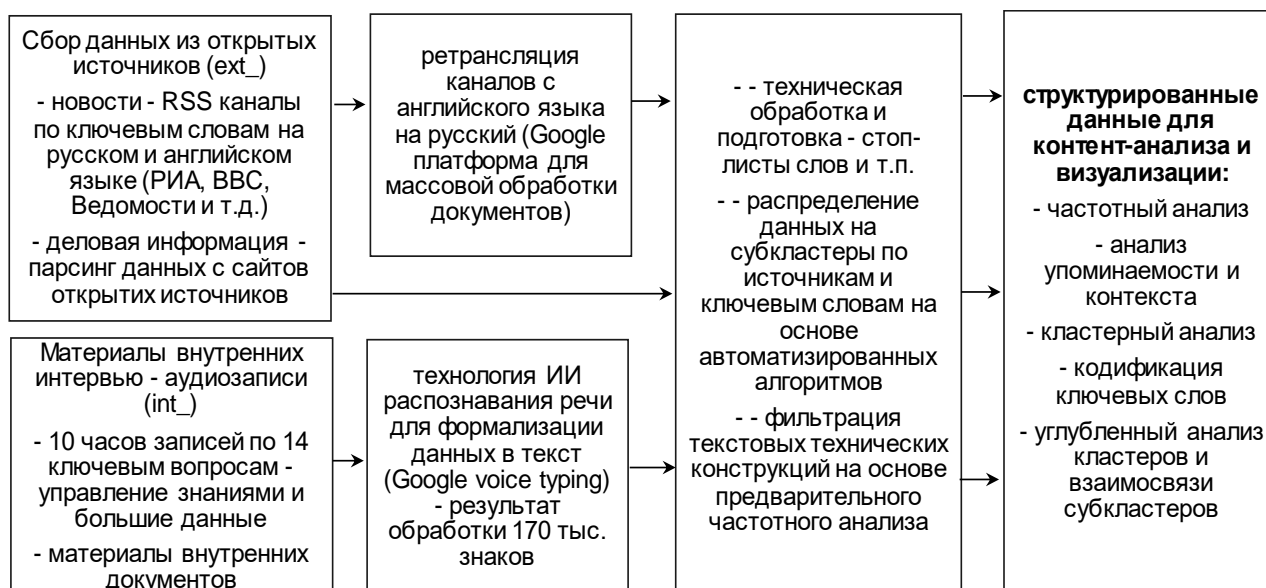 Сбор данных из открытых
источников (ext_)
- новости - RSS каналы
по ключевым словам на
русском и английском
языке (РИА, BBC,
Ведомости и т.д.)
- деловая информация -
парсинг данных с сайтов
открытих источников
ретрансляция
каналов с
английского языка
на русский (Google
платформа для
массовой обработки
документов)
Материалы внутренних
интервью - аудиозаписи
(int_)
- 10 часов записей по 14
ключевым вопросам -
управление знаниями и
большие данные
- материалы внутренних
документов
технология ИИ
распознавания речи
для формализации
данных в текст
(Google voice typing)
- результат
обработки 170 тыс.
знаков
- - техническая
обработка и
подготовка - стоп-
листы слов и т.п.
- - распределение
данных на
субкластеры по
источникам и
ключевым словам на
основе
автоматизированных
алгоритмов
- - фильтрация
текстовых технических
конструкций на основе
предварительного
частотного анализа
структурированные
данные для
контент-анализа и
визуализации:
- частотный анализ
- анализ
упоминаемости и
контекста
- кластерный анализ
- кодификация
ключевых слов
- углубленный анализ
кластеров и
взаимосвязи
субкластеров